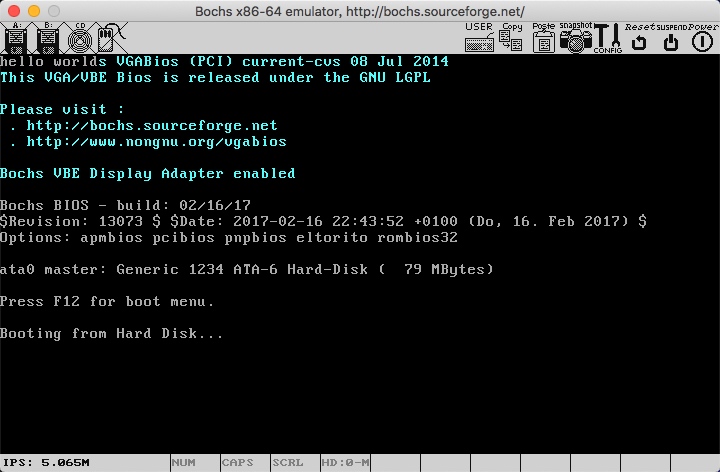 Bochs x86-64 emulator, http://bochs.sourceforge.net/
A: B: CD USER Copy Paste snapshot CONFIG Reset SUSPEND Power
hello worlds VGABios (PCI) current-cvs 08 Jul 2014
This VGA/VBE Bios is released under the GNU LGPL
Please visit :
. http://bochs.sourceforge.net
. http://www.nongnu.org/vgabios
Bochs VBE Display Adapter enabled
Bochs BIOS - build: 02/16/17
$Revision: 13073 $ $Date: 2017-02-16 22:43:52 +0100 (Do, 16. Feb 2017) $
Options: apmbios pcibios pnpbios eltorito rombios32
ata0 master: Generic 1234 ATA-6 Hard-Disk (  79 MBytes)
Press F12 for boot menu.
Booting from Hard Disk...
IPS: 5.065M NUM CAPS SCRL HD:0-M